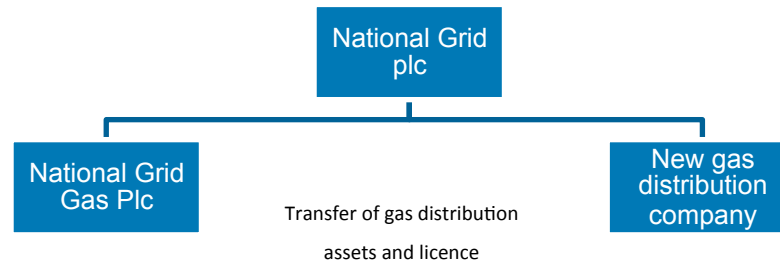 National Grid
plc
National Grid
Gas Plc
New gas
distribution
company
Transfer of gas distribution
assets and licence